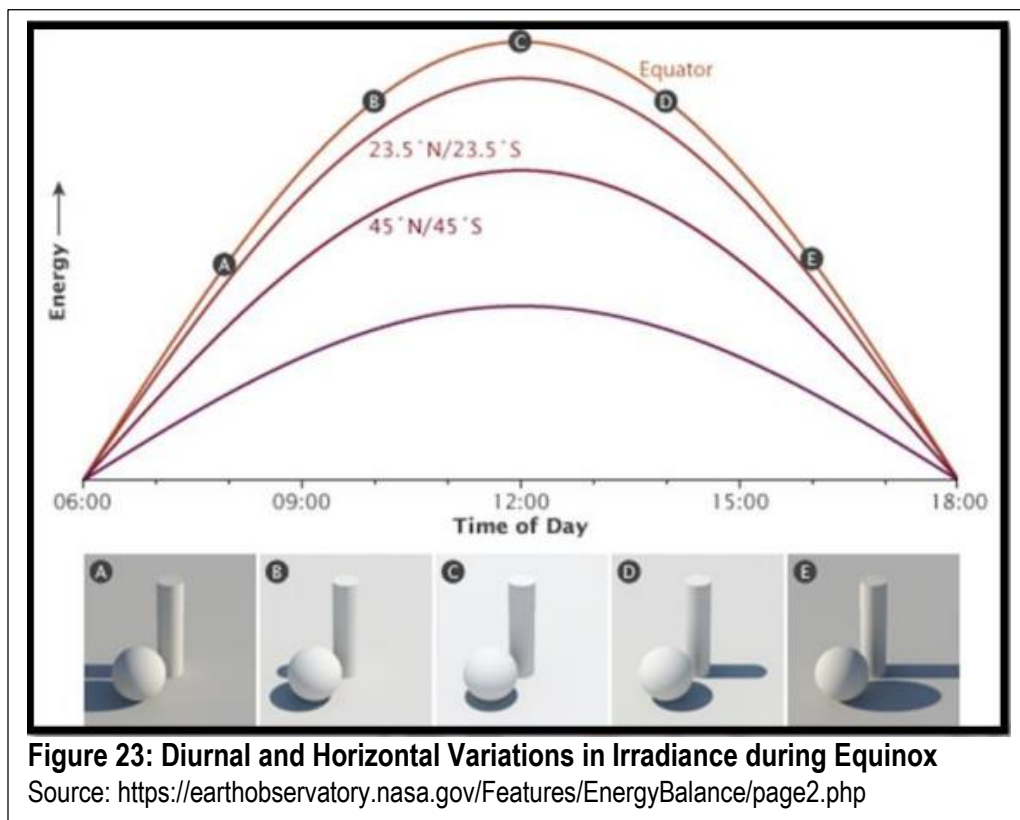 C
Equator
B
D
23.5˚N/23.5˚S
45˚N/45˚S
Energy
A
E
06:00 09:00 12:00 15:00 18:00
Time of Day
A B C D E
Figure 23: Diurnal and Horizontal Variations in Irradiance during Equinox
Source: https://earthobservatory.nasa.gov/Features/EnergyBalance/page2.php